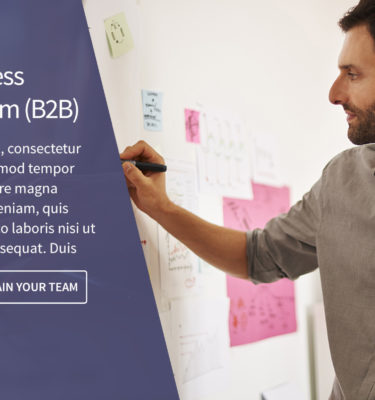 ess
m (B2B)
, consectetur
mod tempor
re magna
eniam, quis
o laboris nisi ut
sequat. Duis
AIN YOUR TEAM